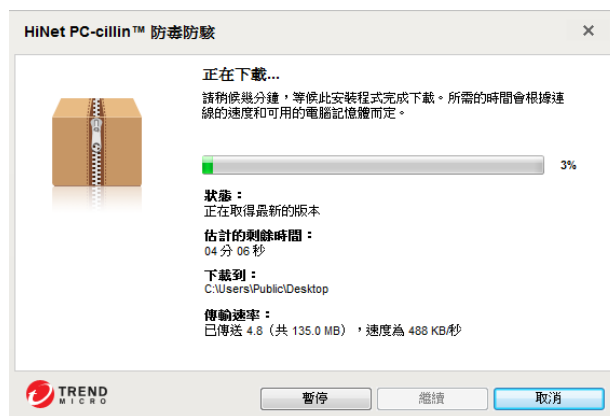 HiNet PC-cillin™ 防毒防駭
正在下載...
請稍候幾分鐘，等候此安裝程式完成下載。所需的時間會根據連
線的速度和可用的電腦記憶體而定。
3%
狀態：
正在取得最新的版本
估計的剩餘時間：
04 分 06 秒
下載到：
C:\Users\Public\Desktop
傳輸速率：
已傳送 4.8（共 135.0 MB），速度為 488 KB/秒
TREND
MICRO
暫停
繼續
取消